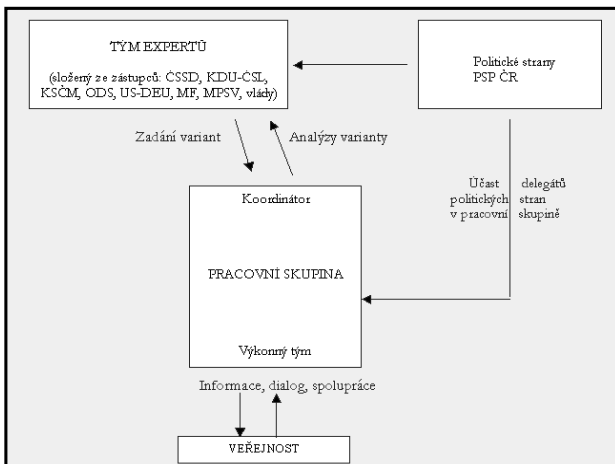 TÝM EXPERTŮ
(složený ze zástupců: ČSSD, KDU-ČSL,
KSČM, ODS, US-DEU, MF, MPSV, vlády)
Politické strany
PSP ČR
Zadání variant
Analýzy varianty
Účast delegátů
politických stran
v pracovní skupině
Koordinátor
PRACOVNÍ SKUPINA
Výkonný tým
Informace, dialog, spolupráce
VEŘEJNOST